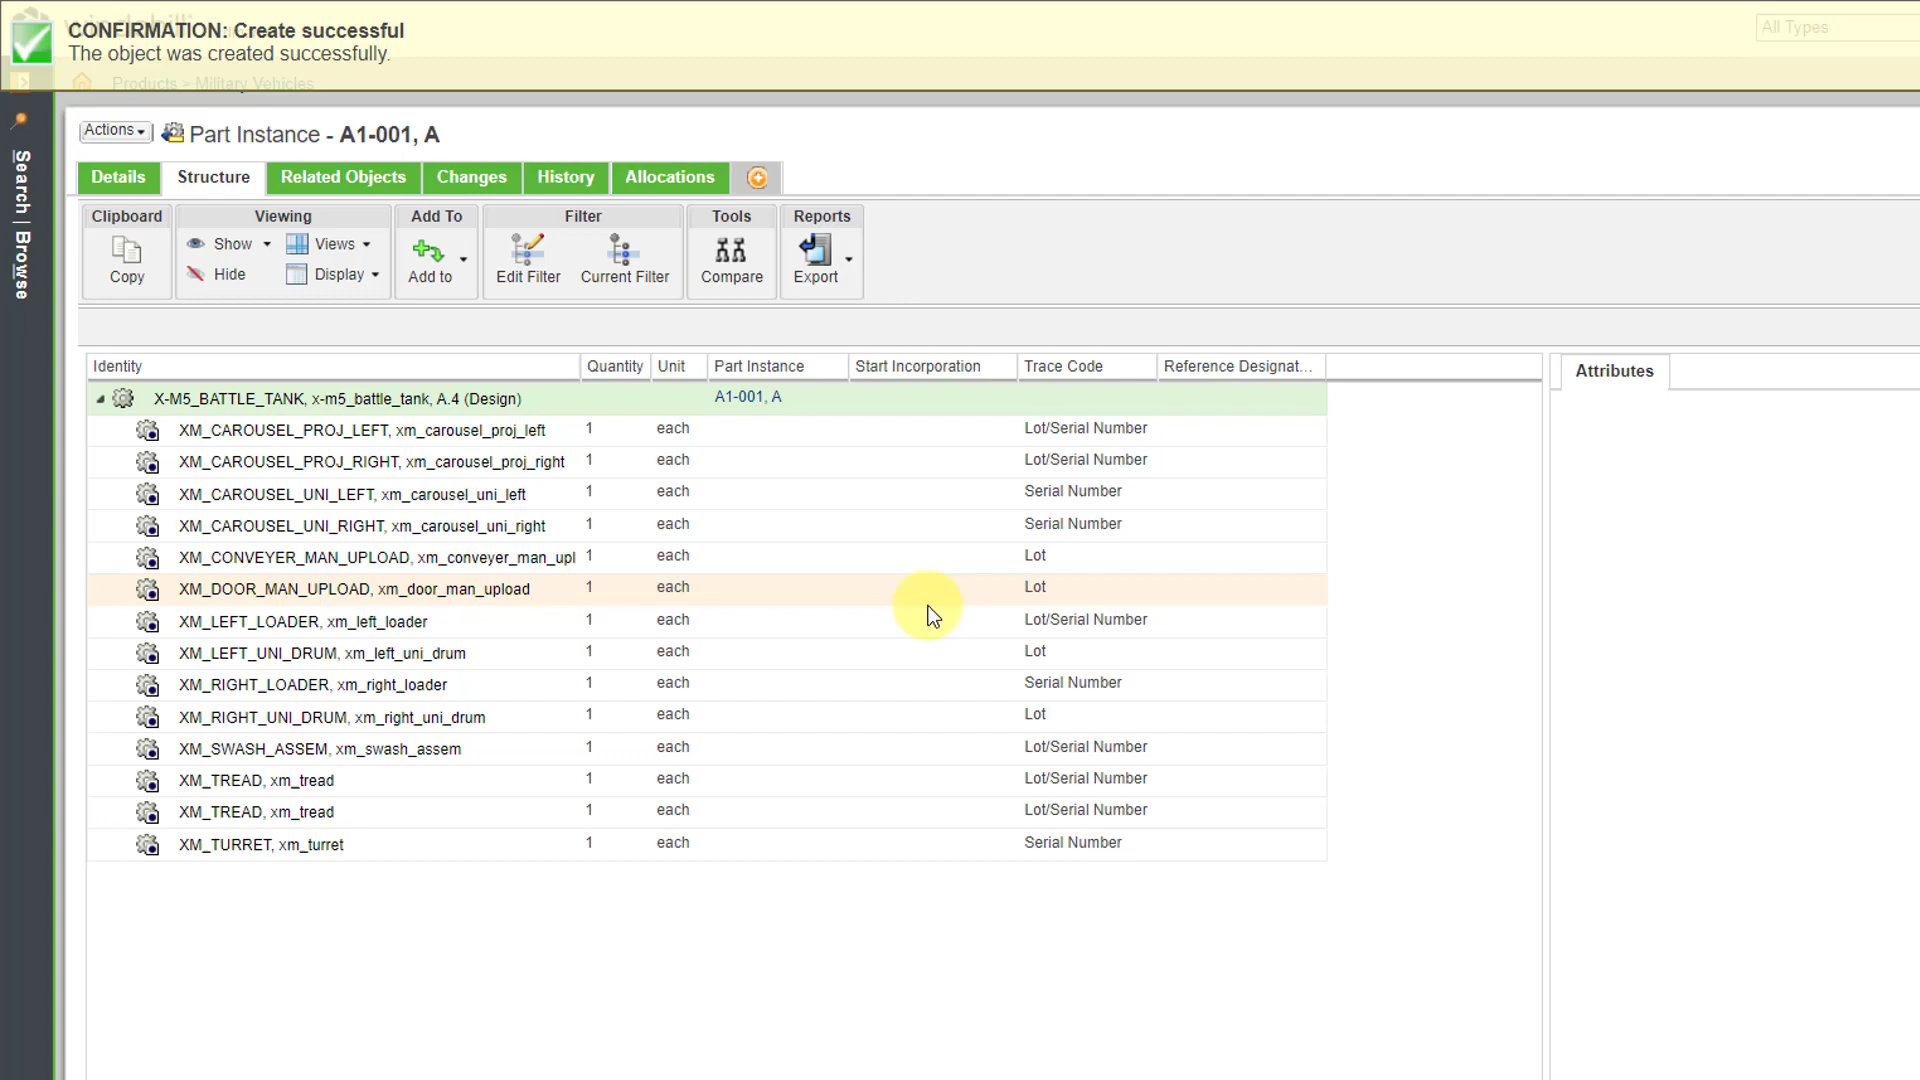 CONFIRMATION: Create successful
The object was created successfully.
All Types
Products > Military Vehicles
Search | Browse
Actions
Part Instance - A1-001, A
Details Structure Related Objects Changes History Allocations
Clipboard Viewing Add To Filter Tools Reports
Show Views
Copy Hide Display Add to Edit Filter Current Filter Compare Export
Identity Quantity Unit Part Instance Start Incorporation Trace Code Reference Designat...
Attributes
X-M5_BATTLE_TANK, x-m5_battle_tank, A.4 (Design) A1-001, A
XM_CAROUSEL_PROJ_LEFT, xm_carousel_proj_left 1 each Lot/Serial Number
XM_CAROUSEL_PROJ_RIGHT, xm_carousel_proj_right 1 each Lot/Serial Number
XM_CAROUSEL_UNI_LEFT, xm_carousel_uni_left 1 each Serial Number
XM_CAROUSEL_UNI_RIGHT, xm_carousel_uni_right 1 each Serial Number
XM_CONVEYER_MAN_UPLOAD, xm_conveyer_man_upl 1 each Lot
XM_DOOR_MAN_UPLOAD, xm_door_man_upload 1 each Lot
XM_LEFT_LOADER, xm_left_loader 1 each Lot/Serial Number
XM_LEFT_UNI_DRUM, xm_left_uni_drum 1 each Lot
XM_RIGHT_LOADER, xm_right_loader 1 each Serial Number
XM_RIGHT_UNI_DRUM, xm_right_uni_drum 1 each Lot
XM_SWASH_ASSEM, xm_swash_assem 1 each Lot/Serial Number
XM_TREAD, xm_tread 1 each Lot/Serial Number
XM_TREAD, xm_tread 1 each Lot/Serial Number
XM_TURRET, xm_turret 1 each Serial Number